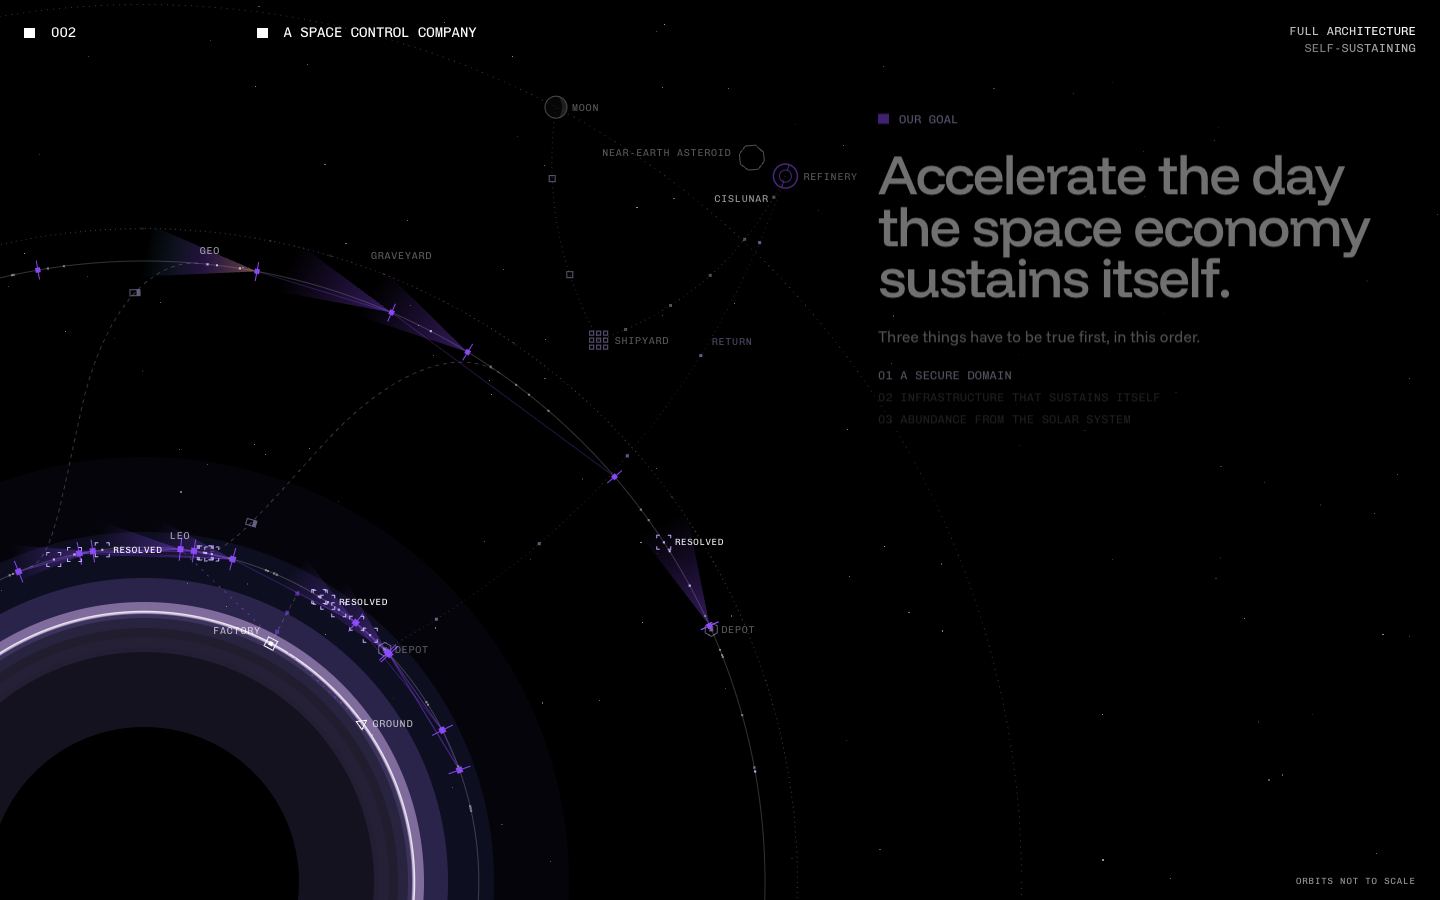 002
A SPACE CONTROL COMPANY
FULL ARCHITECTURE
SELF-SUSTAINING
MOON
NEAR-EARTH ASTEROID
REFINERY
CISLUNAR
GEO
GRAVEYARD
SHIPYARD
RETURN
OUR GOAL
Accelerate the day
the space economy
sustains itself.
Three things have to be true first, in this order.
01 A SECURE DOMAIN
02 INFRASTRUCTURE THAT SUSTAINS ITSELF
03 ABUNDANCE FROM THE SOLAR SYSTEM
LEO
RESOLVED
RESOLVED
RESOLVED
FACTORY
DEPOT
DEPOT
GROUND
ORBITS NOT TO SCALE